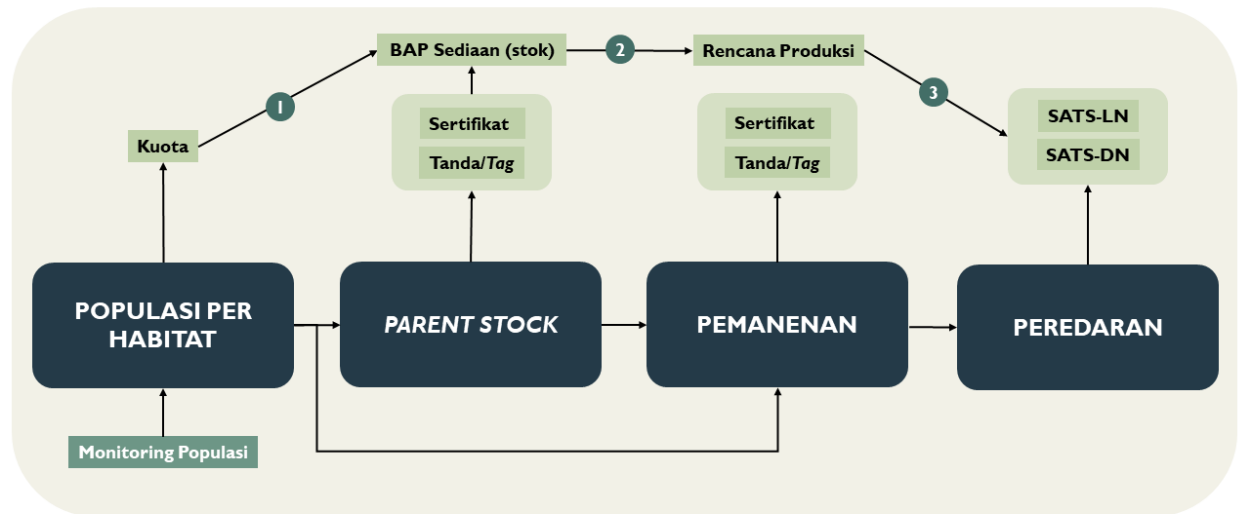 BAP Sediaan (stok)
2
Rencana Produksi
1
3
Kuota
Sertifikat
Tanda/Tag
Sertifikat
Tanda/Tag
SATS-LN
SATS-DN
POPULASI PER
HABITAT
PARENT STOCK
PEMANENAN
PEREDARAN
Monitoring Populasi